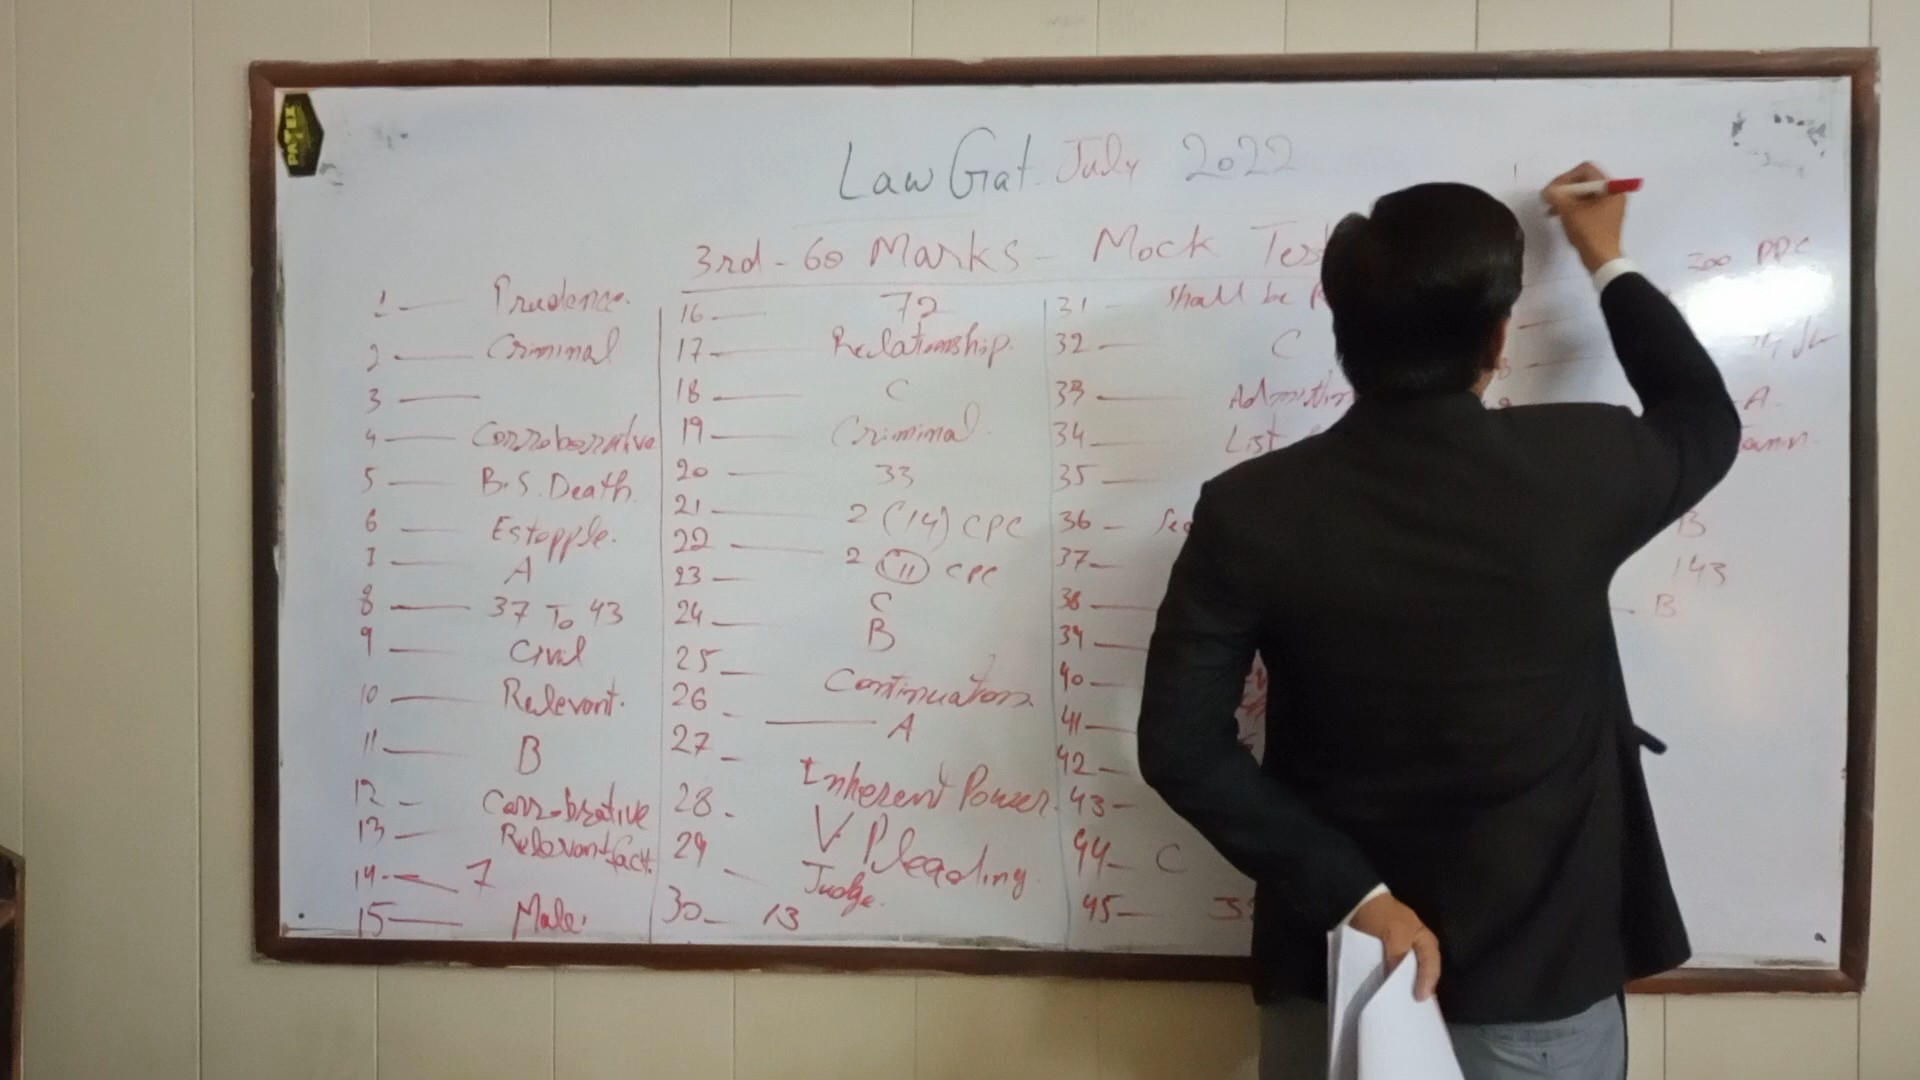 PAYEX
Law Gat. July 2022
3rd - 60 Marks - Mock Test
1 — Prudence.
2 — Criminal
3 —
4 — Corroborative
5 — B.S. Death.
6 — Estopple.
7 — A
8 — 37 To 43
9 — Civil
10 — Relevant.
11 — B
12 — Corroborative
13 — Relevant fact.
14 — 7
15 — Male.
16 — 72
17 — Relationship.
18 — C
19 — Criminal.
20 — 33
21 — 2 (14) CPC
22 — 2 (11) CPC
23 — C
24 — B
25 — Continuation
26 — A
27 — Inherent Power.
28 - V Pleading.
29 — Judge.
30 — 13
31 — Shall be
32 — C
33 —
34 — List
35 —
36 —
37 —
38 —
39 —
40 —
41 —
42 —
43 —
44 — C
45 —
300 PPC
A.
B
143
B